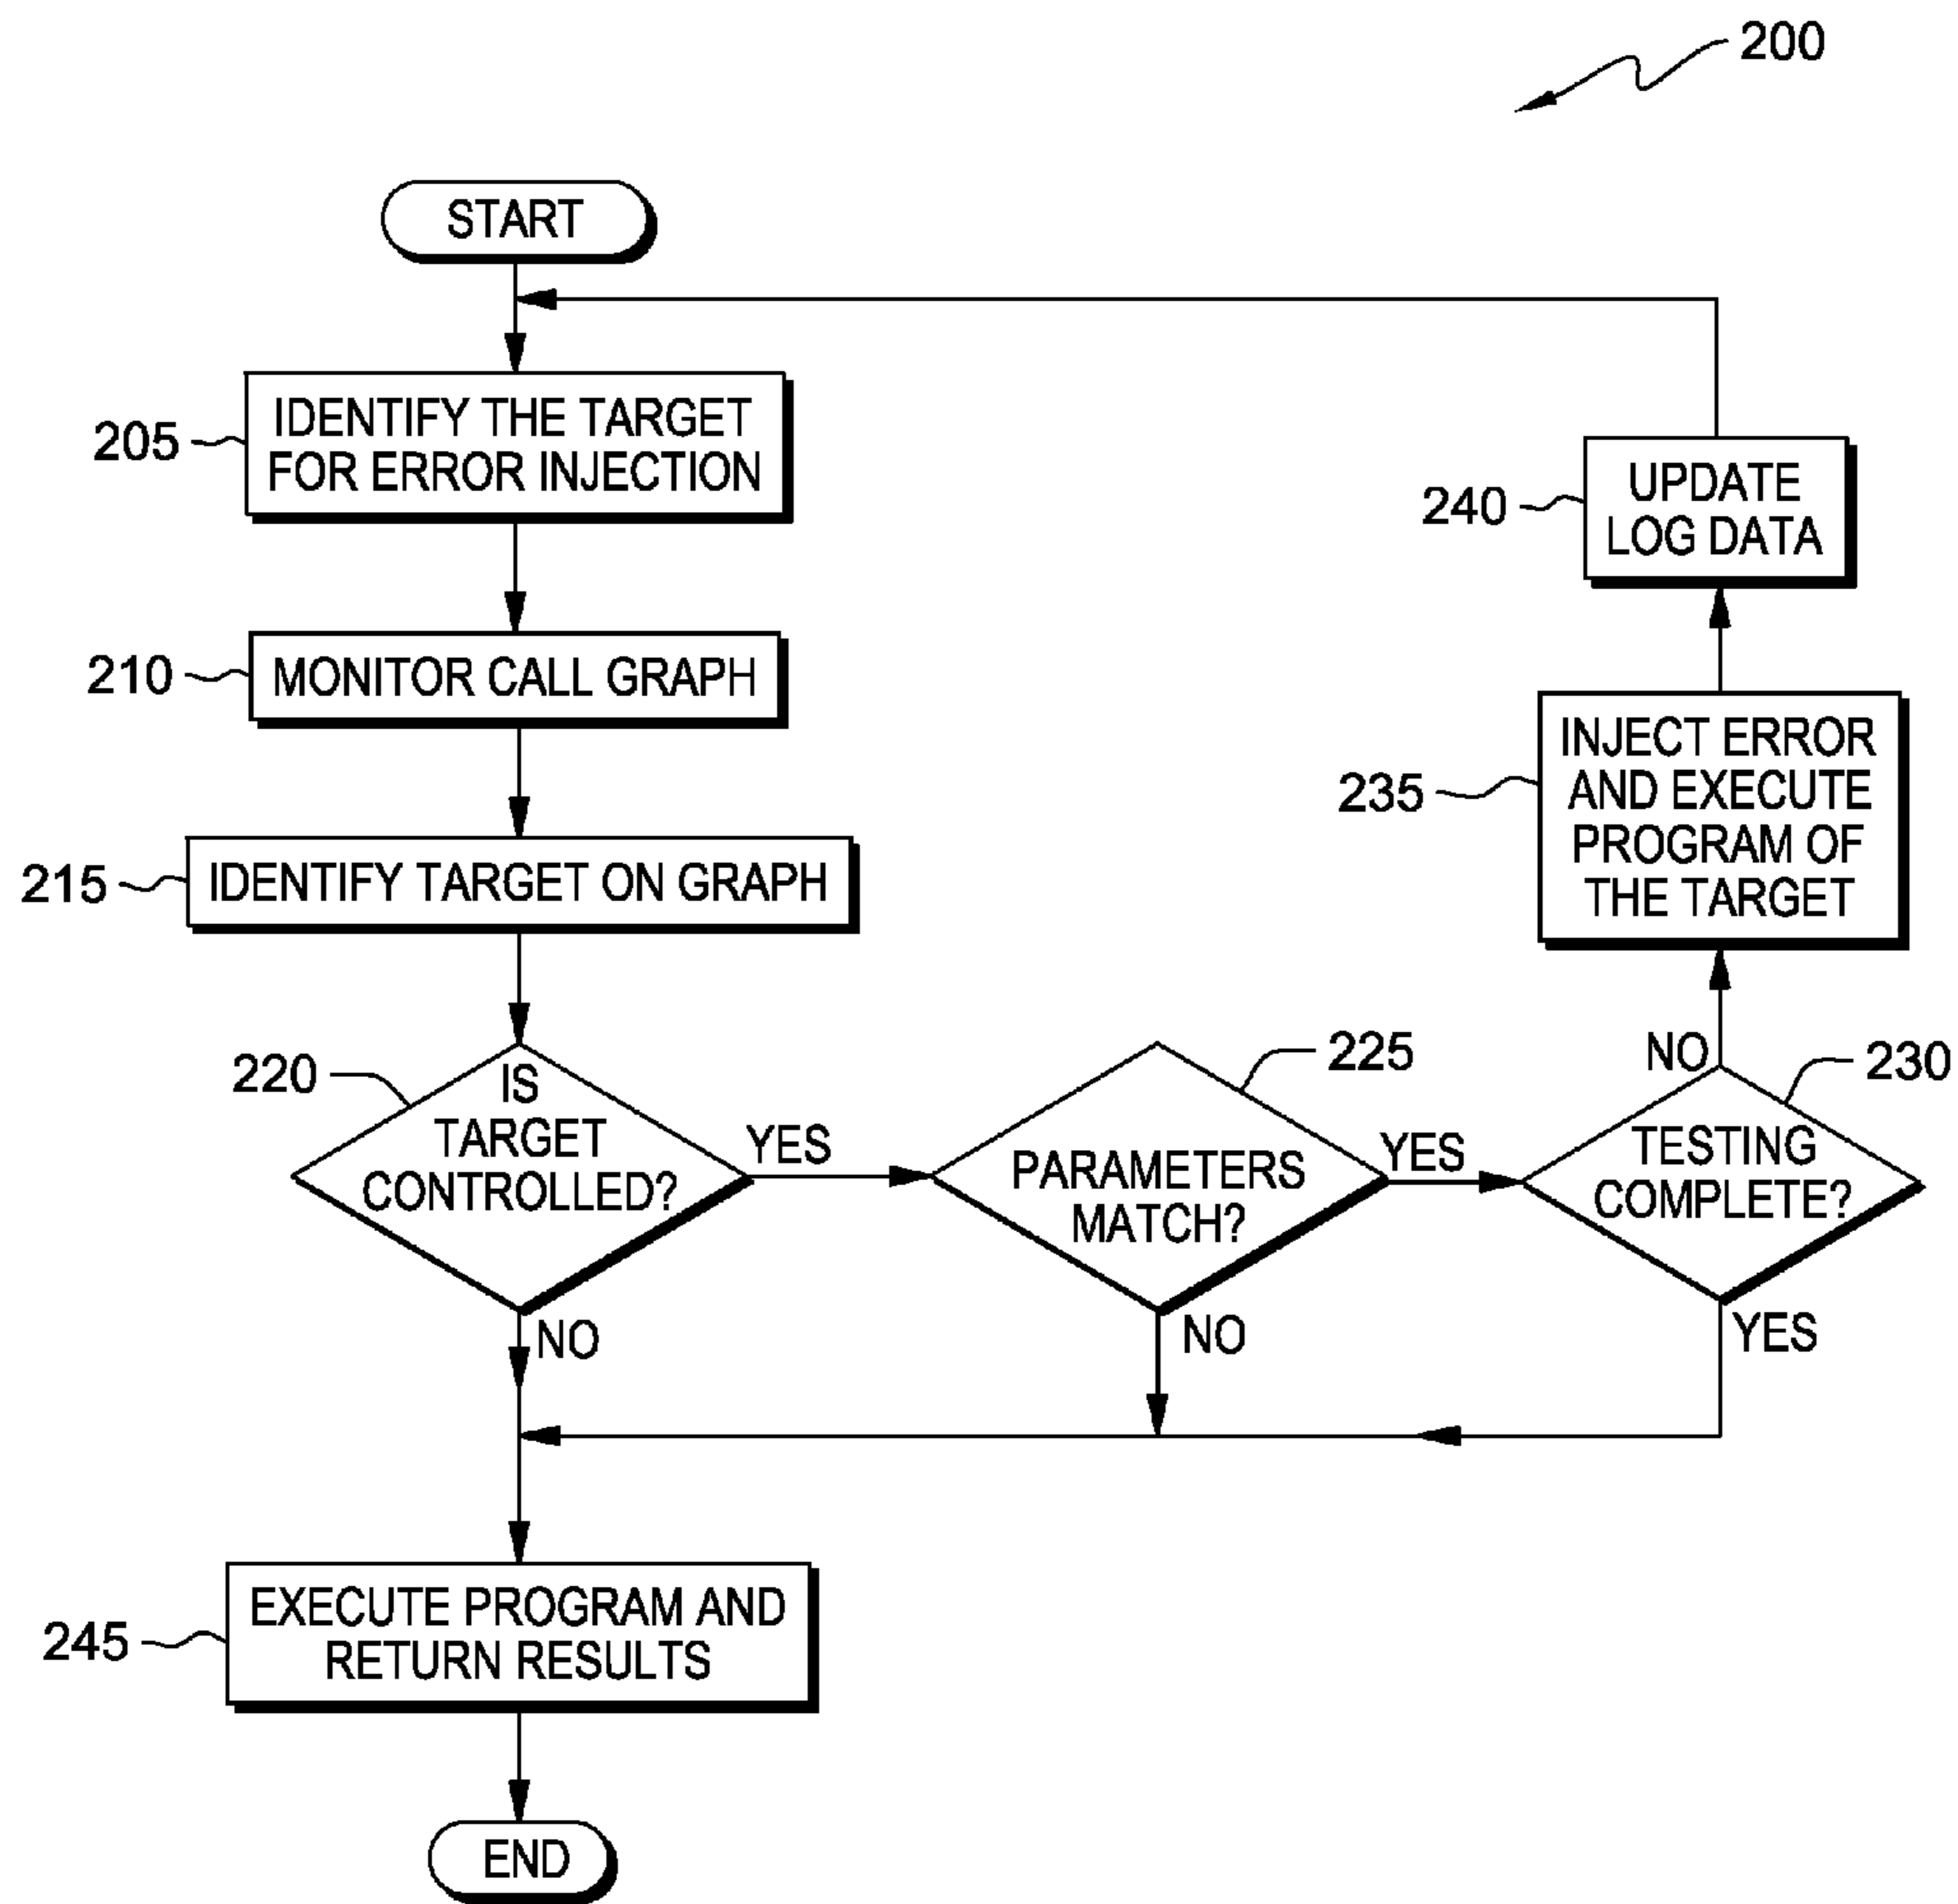 200
START
205
IDENTIFY THE TARGET
FOR ERROR INJECTION
240
UPDATE
LOG DATA
210
MONITOR CALL GRAPH
235
INJECT ERROR
AND EXECUTE
PROGRAM OF
THE TARGET
215
IDENTIFY TARGET ON GRAPH
220
IS
TARGET
CONTROLLED?
YES
NO
225
PARAMETERS
MATCH?
YES
NO
230
TESTING
COMPLETE?
NO
YES
245
EXECUTE PROGRAM AND
RETURN RESULTS
END